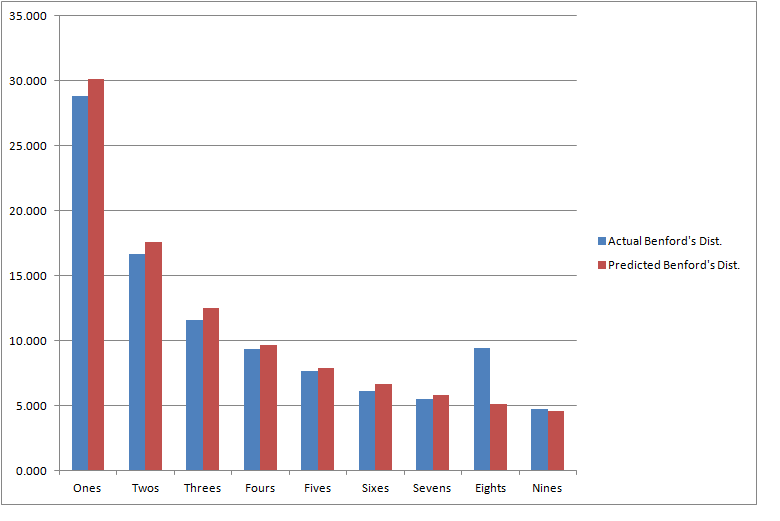 35.000
30.000
25.000
20.000
15.000
10.000
5.000
0.000
Ones Twos Threes Fours Fives Sixes Sevens Eights Nines
Actual Benford's Dist.
Predicted Benford's Dist.